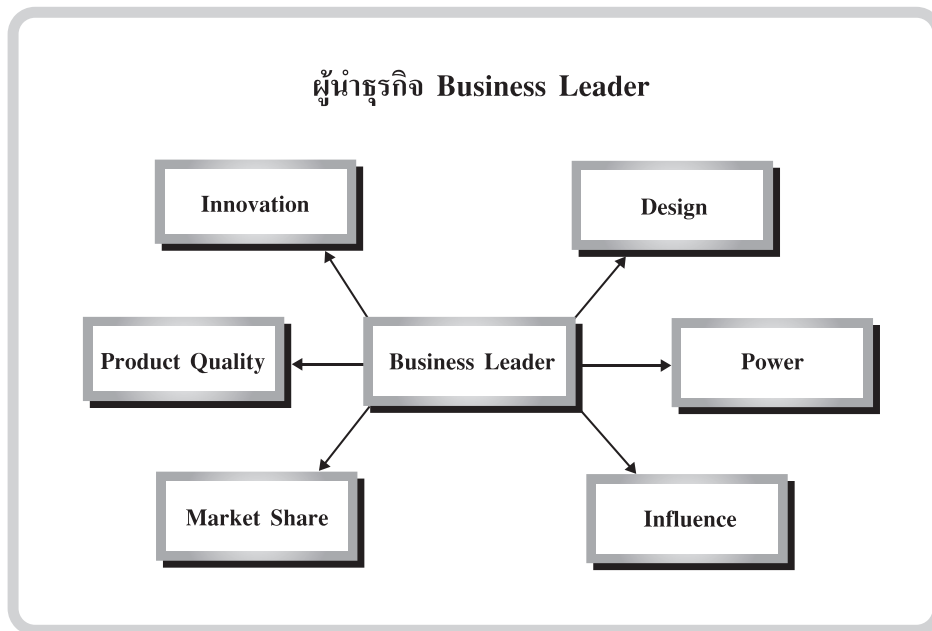 ผู้นำธุรกิจ Business Leader
Innovation
Design
Product Quality
Business Leader
Power
Market Share
Influence